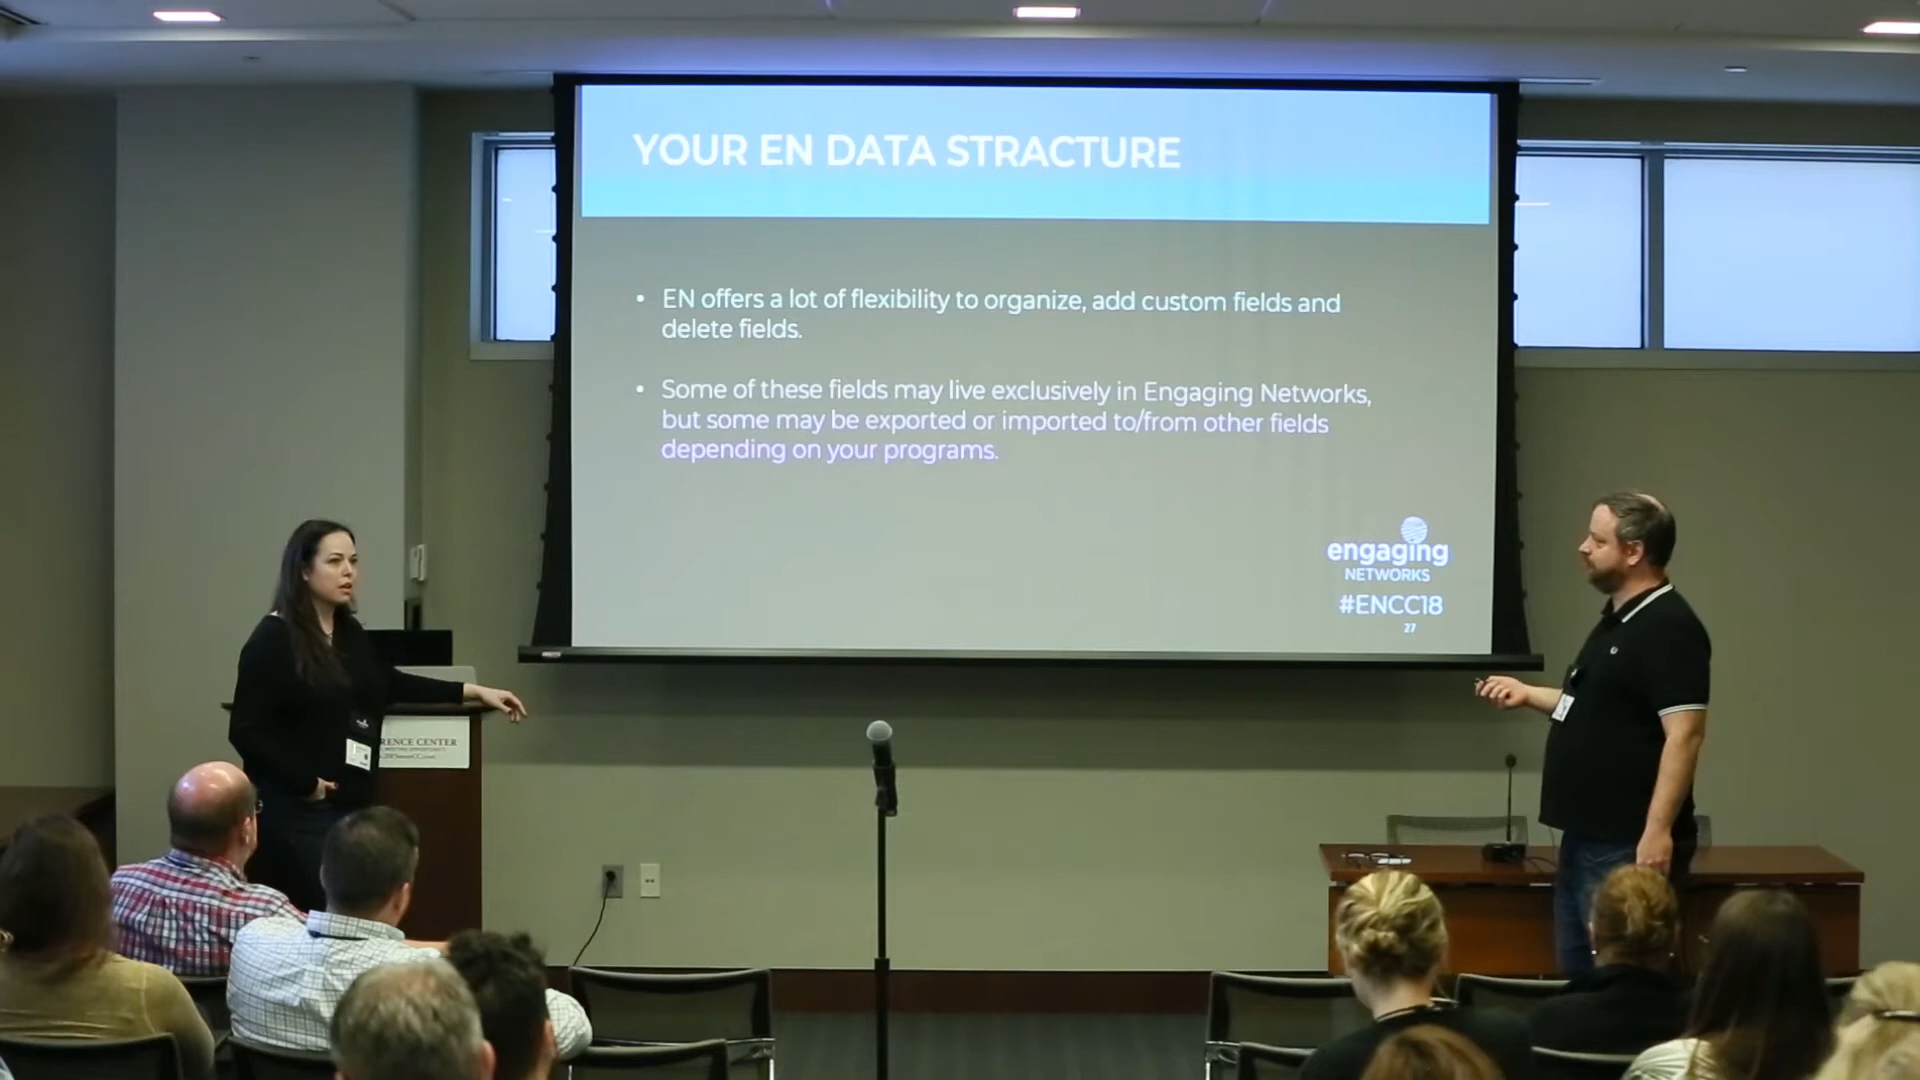 YOUR EN DATA STRACTURE
• EN offers a lot of flexibility to organize, add custom fields and
delete fields.
• Some of these fields may live exclusively in Engaging Networks,
but some may be exported or imported to/from other fields
depending on your programs.
engaging
NETWORKS
#ENCC18
27
RENCE CENTER